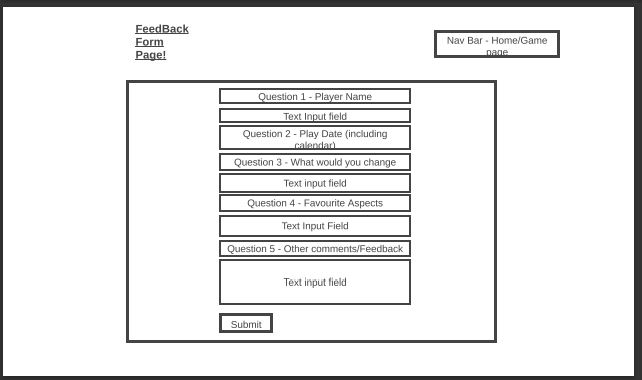 FeedBack
Form
Page!
Nav Bar - Home/Game
page
Question 1 - Player Name
Text Input field
Question 2 - Play Date (including
calendar)
Question 3 - What would you change
Text input field
Question 4 - Favourite Aspects
Text Input Field
Question 5 - Other comments/Feedback
Text input field
Submit